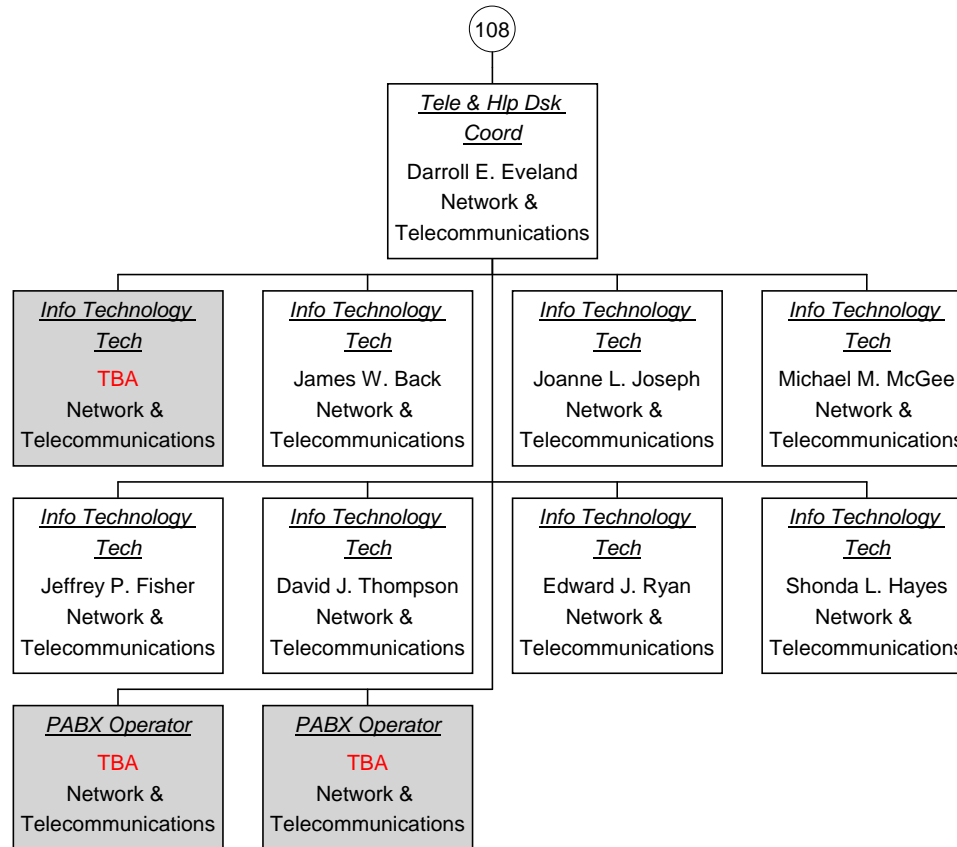 108
Tele & Hlp Dsk
Coord
Darroll E. Eveland
Network &
Telecommunications
Info Technology
Tech
TBA
Network &
Telecommunications
Info Technology
Tech
James W. Back
Network &
Telecommunications
Info Technology
Tech
Joanne L. Joseph
Network &
Telecommunications
Info Technology
Tech
Michael M. McGee
Network &
Telecommunications
Info Technology
Tech
Jeffrey P. Fisher
Network &
Telecommunications
Info Technology
Tech
David J. Thompson
Network &
Telecommunications
Info Technology
Tech
Edward J. Ryan
Network &
Telecommunications
Info Technology
Tech
Shonda L. Hayes
Network &
Telecommunications
PABX Operator
TBA
Network &
Telecommunications
PABX Operator
TBA
Network &
Telecommunications